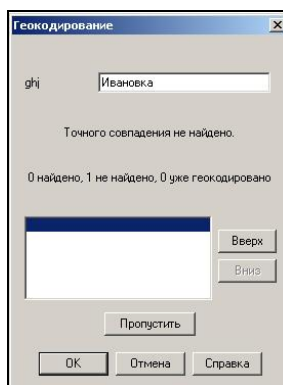 Геокодирование
ghj Ивановка
Точного совпадения не найдено.
0 найдено, 1 не найдено, 0 уже геокодировано
Вверх
Вниз
Пропустить
OK Отмена Справка